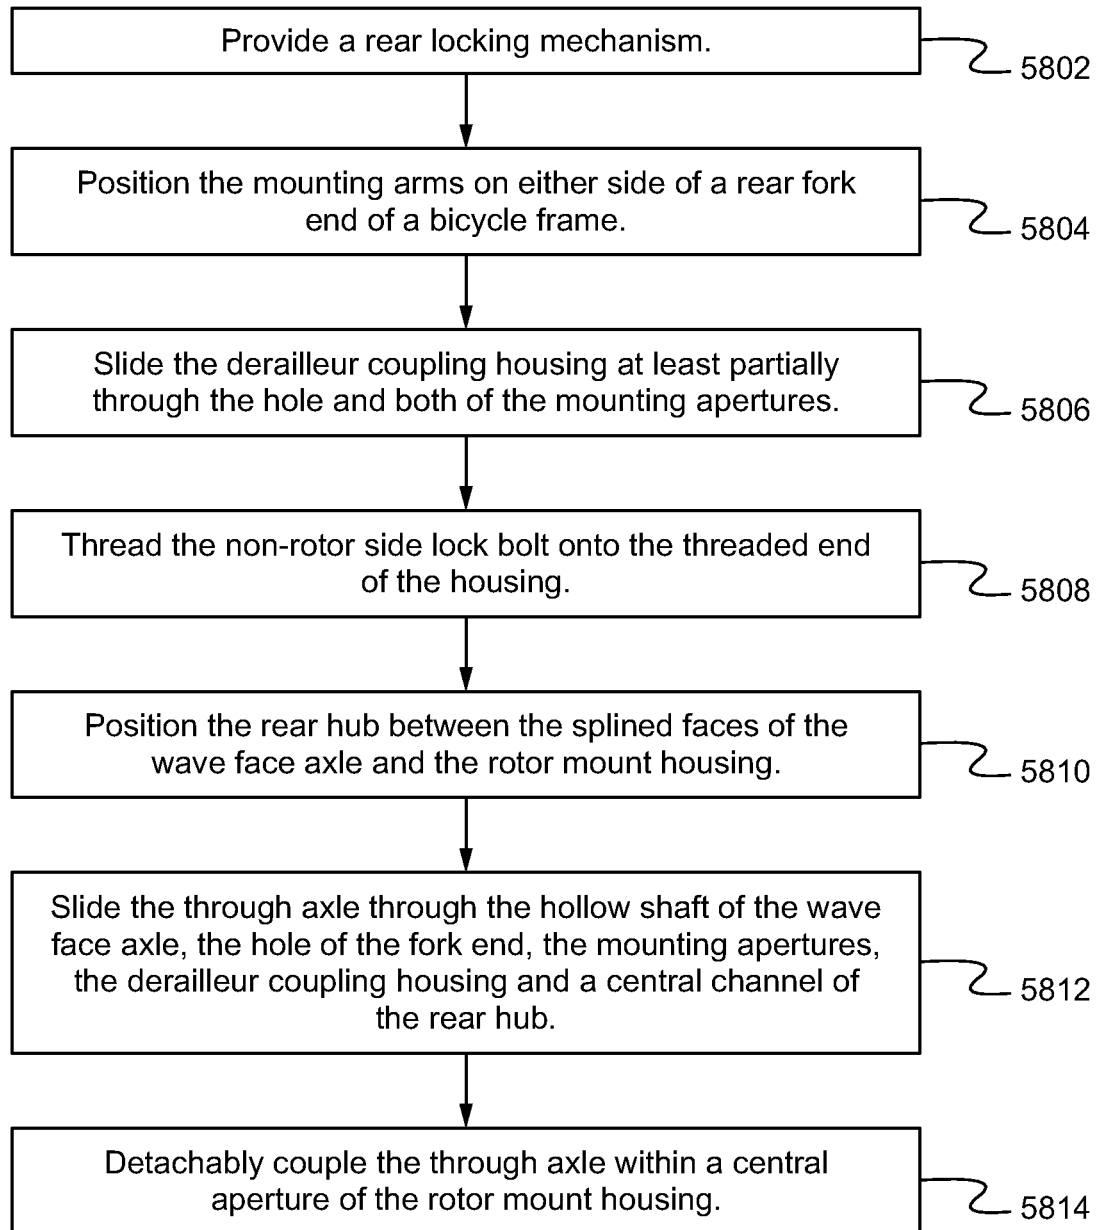 Provide a rear locking mechanism.
5802
Position the mounting arms on either side of a rear fork
end of a bicycle frame.
5804
Slide the derailleur coupling housing at least partially
through the hole and both of the mounting apertures.
5806
Thread the non-rotor side lock bolt onto the threaded end
of the housing.
5808
Position the rear hub between the splined faces of the
wave face axle and the rotor mount housing.
5810
Slide the through axle through the hollow shaft of the wave
face axle, the hole of the fork end, the mounting apertures,
the derailleur coupling housing and a central channel of
the rear hub.
5812
Detachably couple the through axle within a central
aperture of the rotor mount housing.
5814